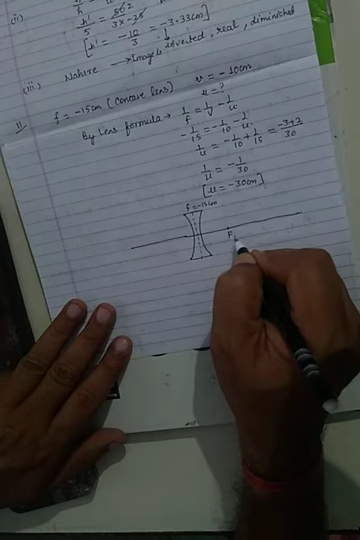 (ii). h'/h = v/u
h'/5 = 50×2/3×-25
[h' = -10/3 = -3.33cm]
(iii). Nature → Image is inverted, real, diminished
11. f = -15cm (Concave lens) v = -10cm
u = ?
By Lens formula → 1/f = 1/v - 1/u
-1/15 = -1/10 - 1/u
1/u = -1/10 + 1/15 = -3+2/30
1/u = -1/30
[u = -30cm]
f = -15cm
F